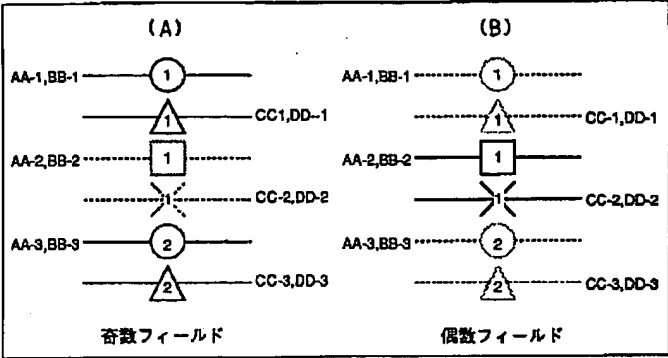 (A)
AA-1,BB-1
1
1
CC1,DD-1
AA-2,BB-2
1
1
CC-2,DD-2
AA-3,BB-3
2
2
CC-3,DD-3
奇数フィールド
(B)
AA-1,BB-1
1
1
CC-1,DD-1
AA-2,BB-2
1
1
CC-2,DD-2
AA-3,BB-3
2
2
CC-3,DD-3
偶数フィールド